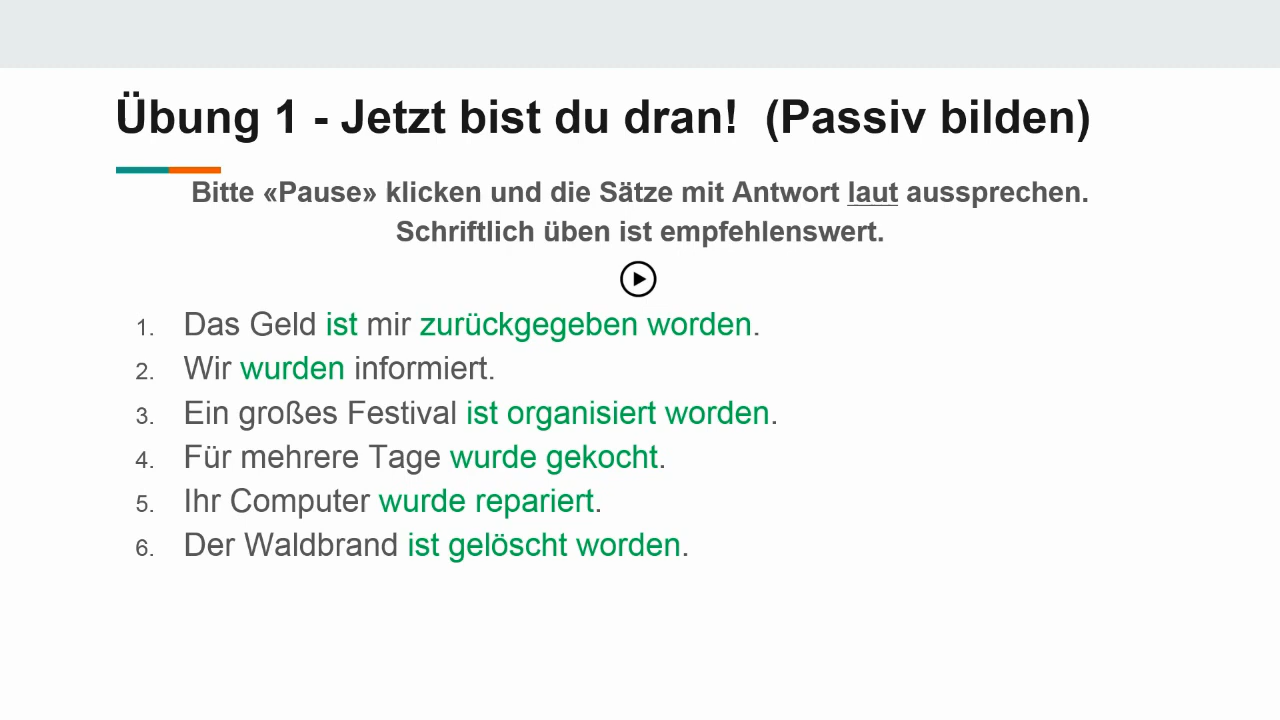 Übung 1 - Jetzt bist du dran! (Passiv bilden)
Bitte «Pause» klicken und die Sätze mit Antwort laut aussprechen.
Schriftlich üben ist empfehlenswert.
1. Das Geld ist mir zurückgegeben worden.
2. Wir wurden informiert.
3. Ein großes Festival ist organisiert worden.
4. Für mehrere Tage wurde gekocht.
5. Ihr Computer wurde repariert.
6. Der Waldbrand ist gelöscht worden.